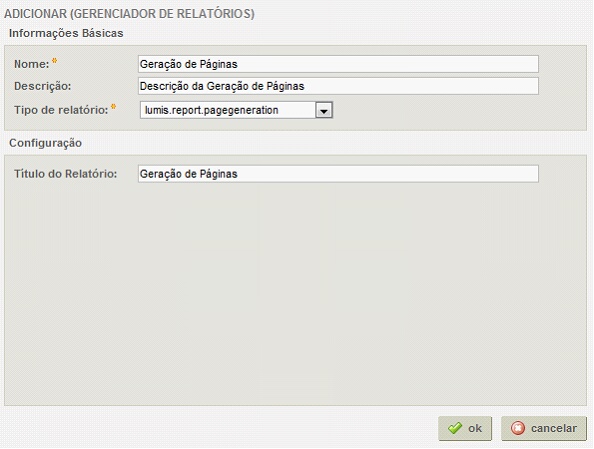 ADICIONAR (GERENCIADOR DE RELATÓRIOS)
Informações Básicas
Nome:* Geração de Páginas
Descrição: Descrição da Geração de Páginas
Tipo de relatório:* lumis.report.pagegeneration
Configuração
Título do Relatório: Geração de Páginas
ok cancelar